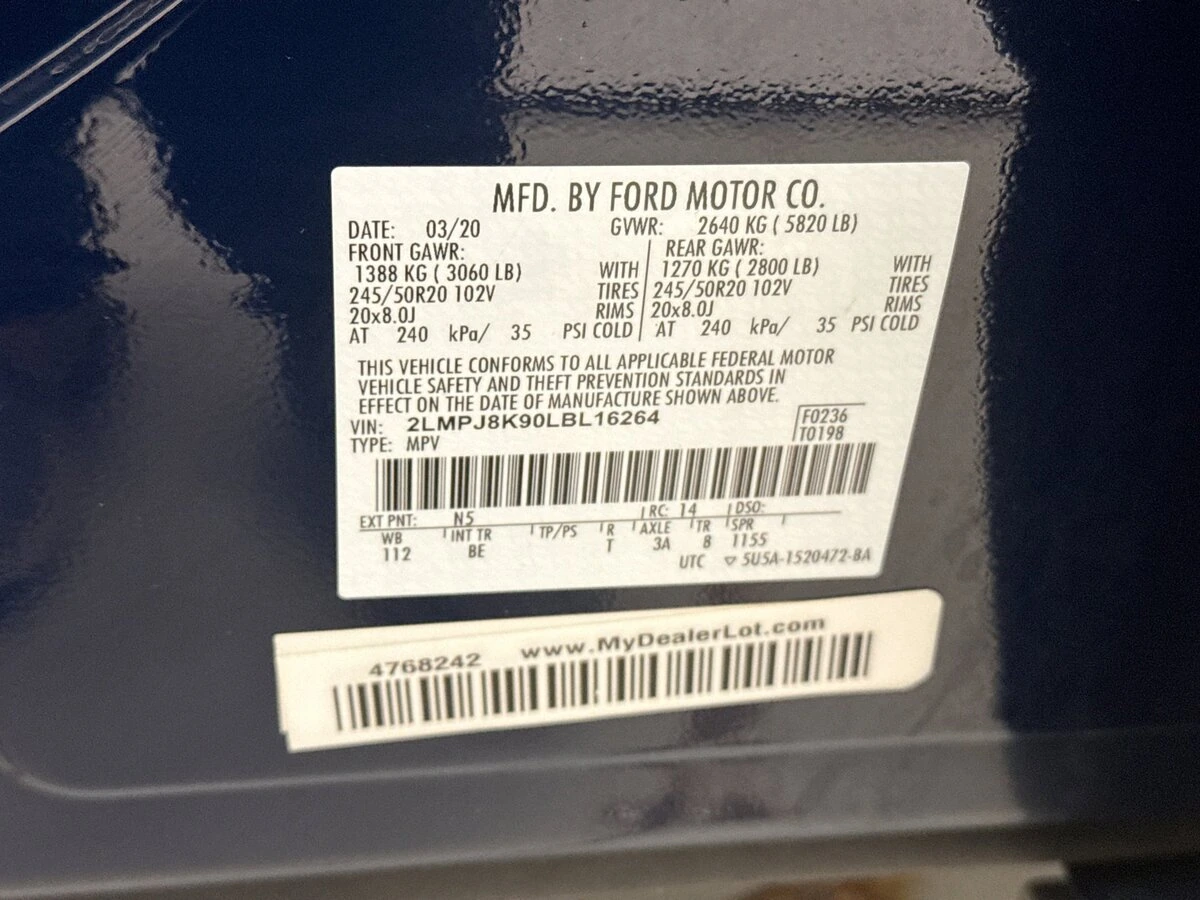 MFD. BY FORD MOTOR CO.
DATE: 03/20 GVWR: 2640 KG ( 5820 LB)
FRONT GAWR: REAR GAWR:
1388 KG ( 3060 LB) WITH 1270 KG ( 2800 LB) WITH
245/50R20 102V TIRES 245/50R20 102V TIRES
20x8.0J RIMS 20x8.0J RIMS
AT 240 kPa/ 35 PSI COLD AT 240 kPa/ 35 PSI COLD
THIS VEHICLE CONFORMS TO ALL APPLICABLE FEDERAL MOTOR
VEHICLE SAFETY AND THEFT PREVENTION STANDARDS IN
EFFECT ON THE DATE OF MANUFACTURE SHOWN ABOVE.
VIN: 2LMPJ8K90LBL16264 F0236
TYPE: MPV T0198
EXT PNT: N5 RC: 14 DSO:
WB INT TR TP/PS R AXLE TR SPR
112 BE T 3A 8 1155
UTC ▽ 5U5A-1520472-8A
4768242 www.MyDealerLot.com